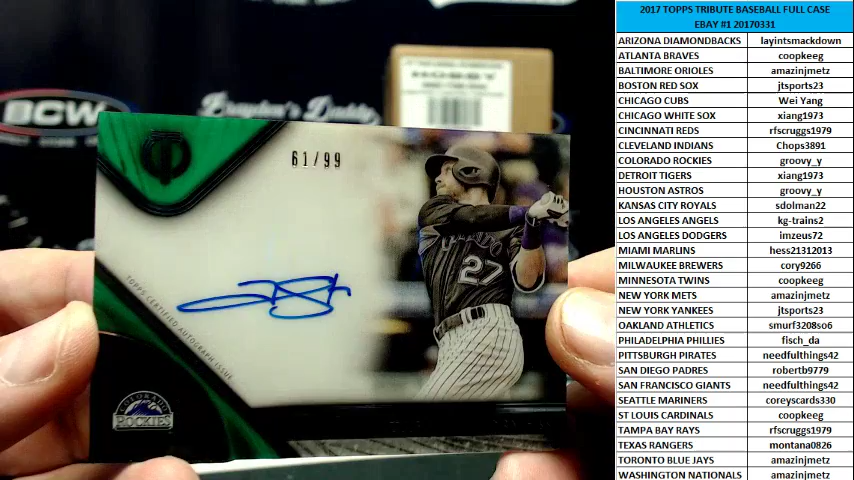 BCW
Brayden's Daddy
HOBBY
61/99
27
TOPPS CERTIFIED AUTOGRAPH ISSUE
COLORADO
ROCKIES
2017 TOPPS TRIBUTE BASEBALL FULL CASE
EBAY #1 20170331
ARIZONA DIAMONDBACKS layintsmackdown
ATLANTA BRAVES coopkeeg
BALTIMORE ORIOLES amazinjmetz
BOSTON RED SOX jtsports23
CHICAGO CUBS Wei Yang
CHICAGO WHITE SOX xiang1973
CINCINNATI REDS rfscruggs1979
CLEVELAND INDIANS Chops3891
COLORADO ROCKIES groovy_y
DETROIT TIGERS xiang1973
HOUSTON ASTROS groovy_y
KANSAS CITY ROYALS sdolman22
LOS ANGELES ANGELS kg-trains2
LOS ANGELES DODGERS imzeus72
MIAMI MARLINS hess21312013
MILWAUKEE BREWERS cory9266
MINNESOTA TWINS coopkeeg
NEW YORK METS amazinjmetz
NEW YORK YANKEES jtsports23
OAKLAND ATHLETICS smurf3208so6
PHILADELPHIA PHILLIES fisch_da
PITTSBURGH PIRATES needfulthings42
SAN DIEGO PADRES robertb9779
SAN FRANCISCO GIANTS needfulthings42
SEATTLE MARINERS coreyscards330
ST LOUIS CARDINALS coopkeeg
TAMPA BAY RAYS rfscruggs1979
TEXAS RANGERS montana0826
TORONTO BLUE JAYS amazinjmetz
WASHINGTON NATIONALS amazinjmetz